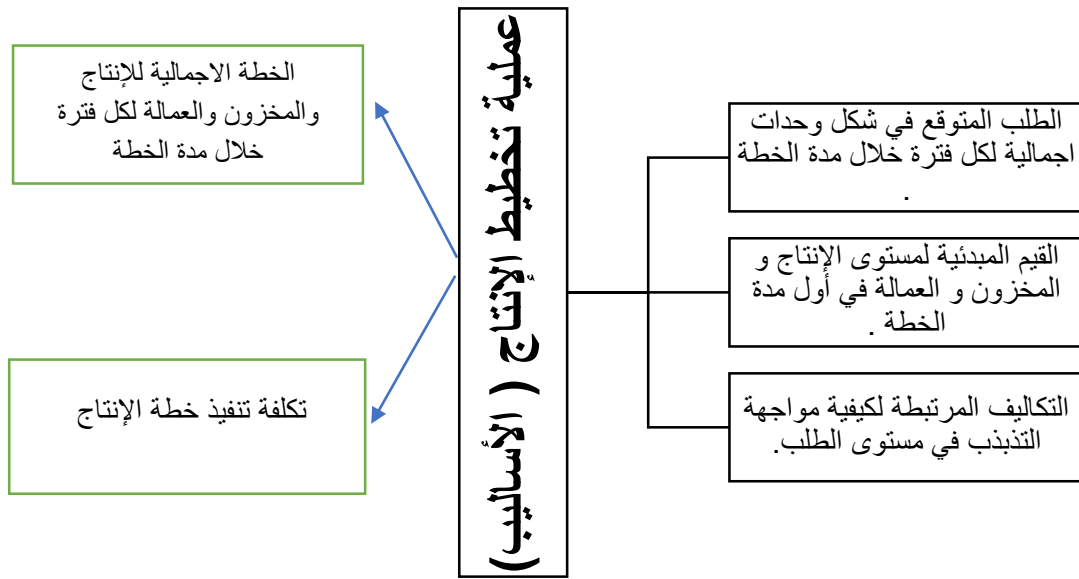 الطلب المتوقع في شكل وحدات
اجمالية لكل فترة خلال مدة الخطة
.
القيم المبدئية لمستوى الإنتاج و
المخزون و العمالة في أول مدة
الخطة .
التكاليف المرتبطة لكيفية مواجهة
التذبذب في مستوى الطلب.
عملية تخطيط الإنتاج ( الأساليب)
الخطة الاجمالية للإنتاج
والمخزون والعمالة لكل فترة
خلال مدة الخطة
تكلفة تنفيذ خطة الإنتاج